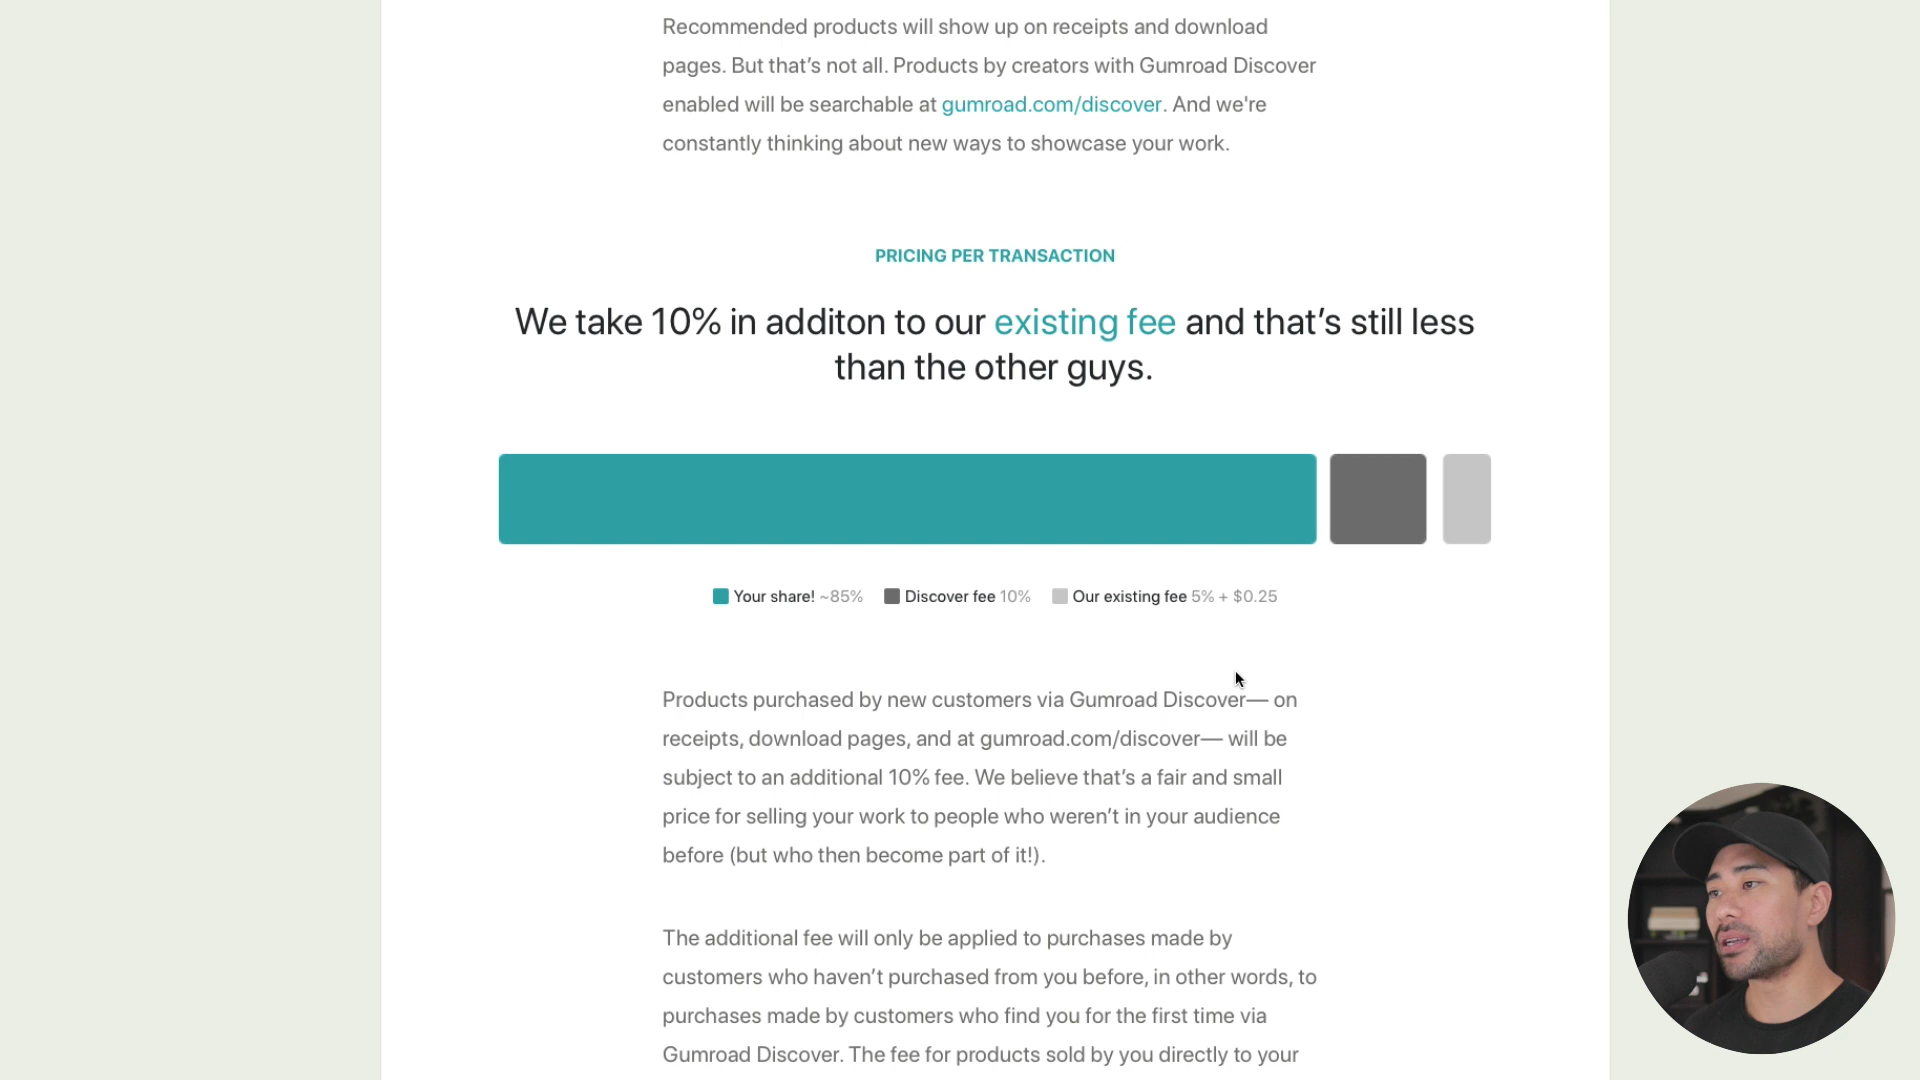 Recommended products will show up on receipts and download
pages. But that’s not all. Products by creators with Gumroad Discover
enabled will be searchable at gumroad.com/discover. And we're
constantly thinking about new ways to showcase your work.
PRICING PER TRANSACTION
We take 10% in additon to our existing fee and that’s still less
than the other guys.
Your share! ~85% Discover fee 10% Our existing fee 5% + $0.25
Products purchased by new customers via Gumroad Discover— on
receipts, download pages, and at gumroad.com/discover— will be
subject to an additional 10% fee. We believe that’s a fair and small
price for selling your work to people who weren’t in your audience
before (but who then become part of it!).
The additional fee will only be applied to purchases made by
customers who haven’t purchased from you before, in other words, to
purchases made by customers who find you for the first time via
Gumroad Discover. The fee for products sold by you directly to your